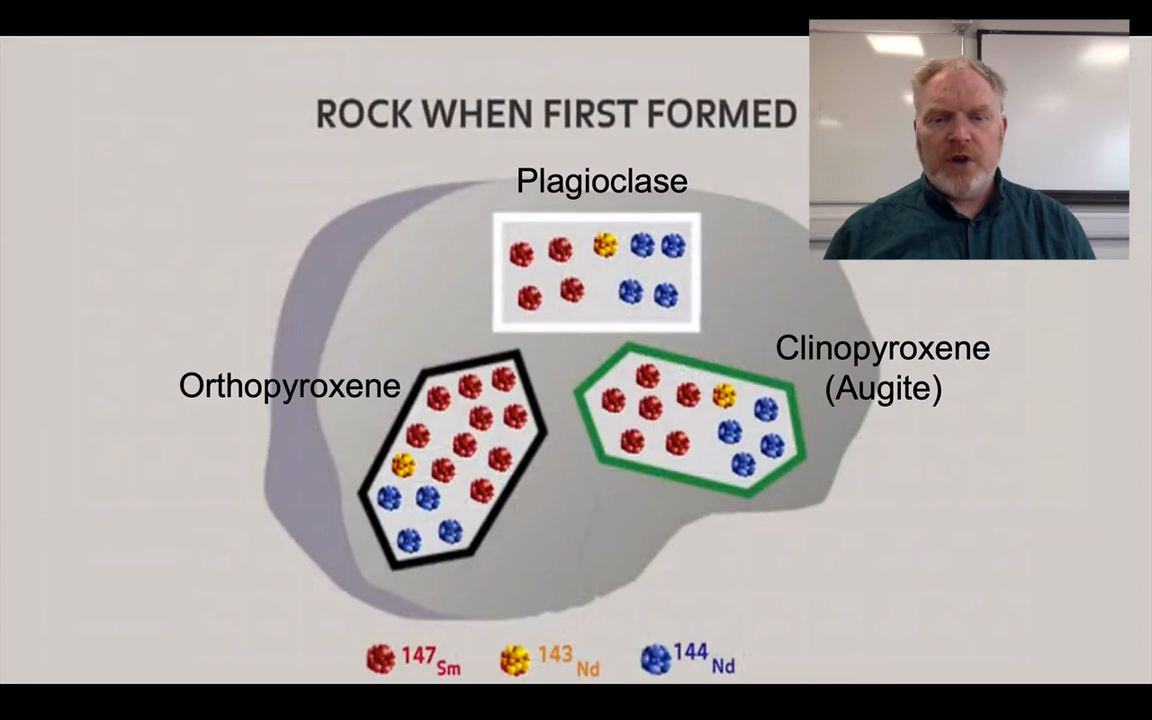 ROCK WHEN FIRST FORMED
Plagioclase
Clinopyroxene
(Augite)
Orthopyroxene
147Sm 143Nd 144Nd